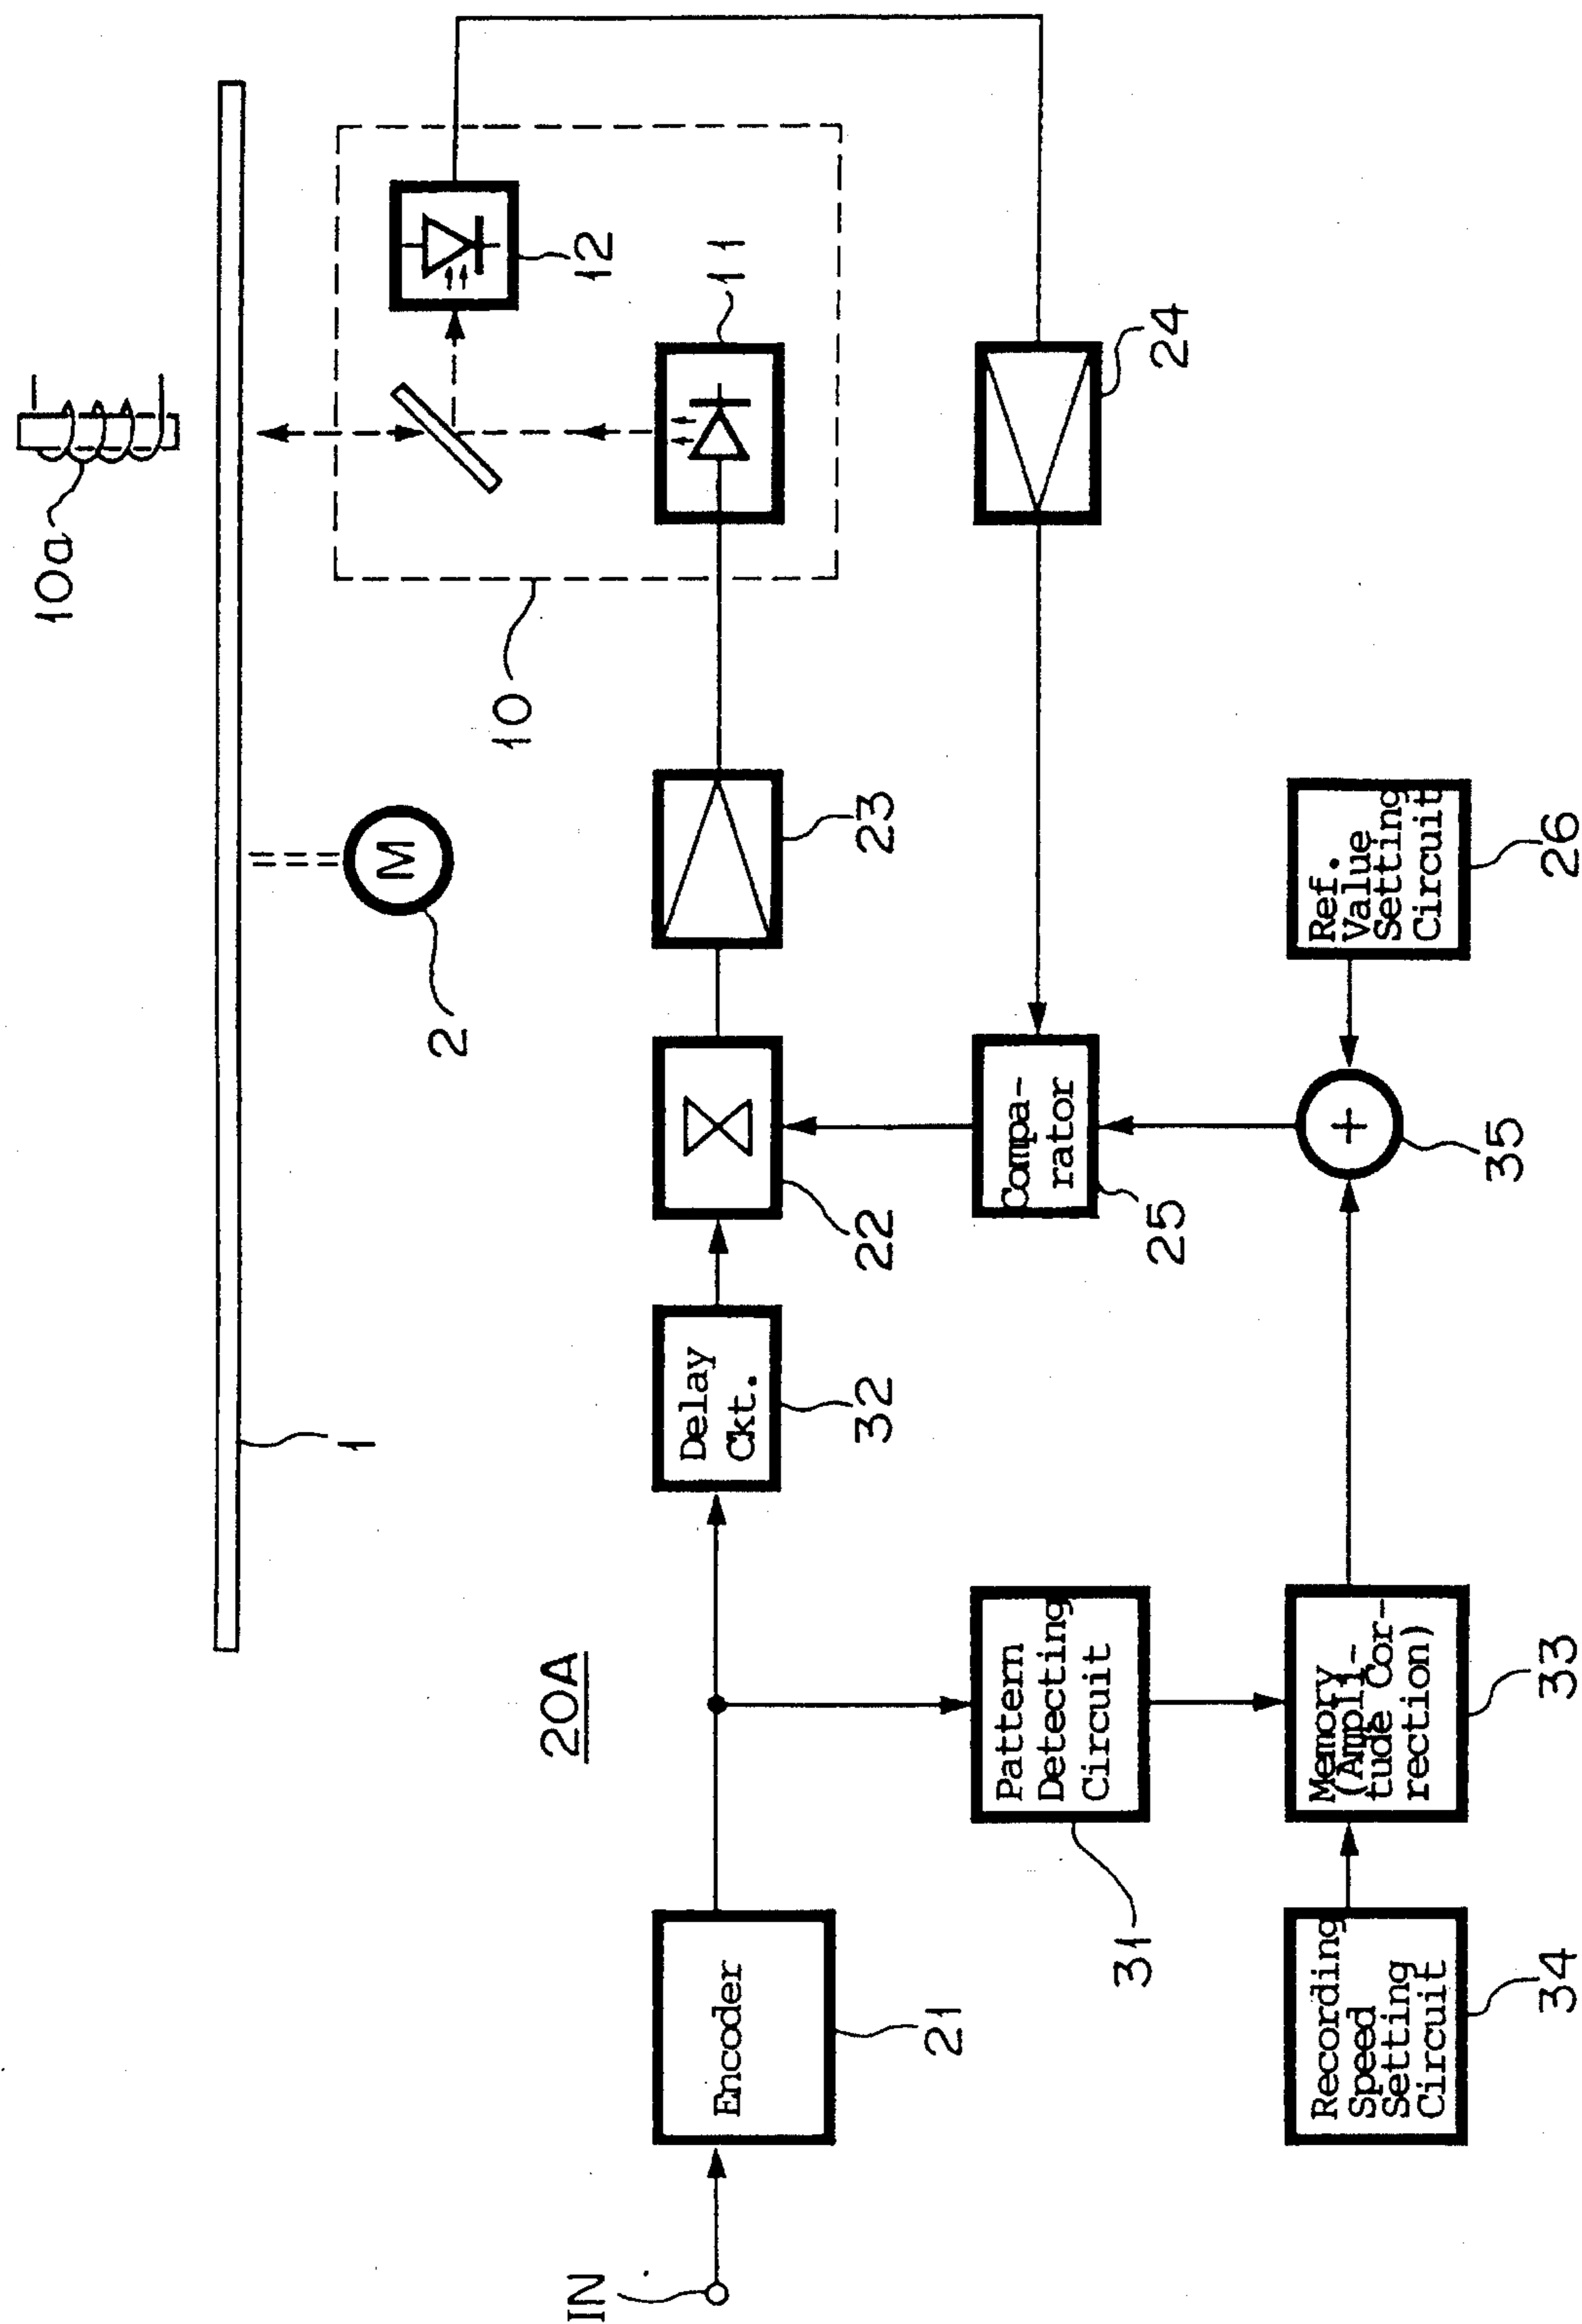 10a
1
2
M
10
12
11
20A
IN
Encoder
21
Delay
Ckt.
32
22
23
Pattern
Detecting
Circuit
31
Compa-
rator
25
24
Recording
Speed
Setting
Circuit
34
Memory
(Ampli-
tude Cor-
rection)
33
+
35
Ref.
Value
Setting
Circuit
26